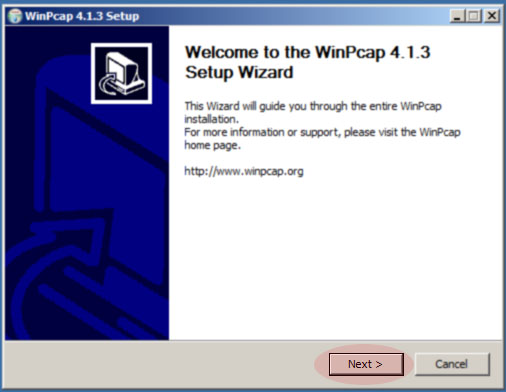 WinPcap 4.1.3 Setup
Welcome to the WinPcap 4.1.3
Setup Wizard
This Wizard will guide you through the entire WinPcap
installation.
For more information or support, please visit the WinPcap
home page.
http://www.winpcap.org
Next >
Cancel